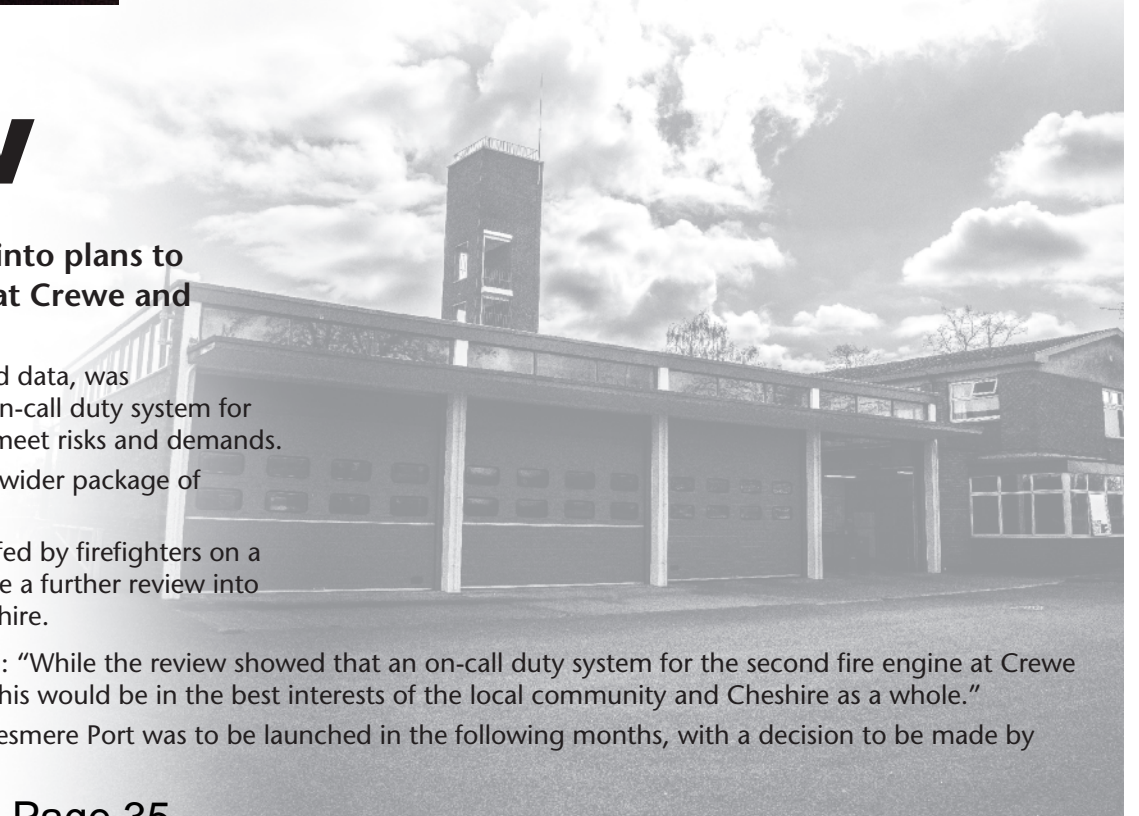 into plans to
at Crewe and
d data, was
n-call duty system for
meet risks and demands.
wider package of
fed by firefighters on a
e a further review into
hire.
: “While the review showed that an on-call duty system for the second fire engine at Crewe
his would be in the best interests of the local community and Cheshire as a whole.”
esmere Port was to be launched in the following months, with a decision to be made by
Page 35